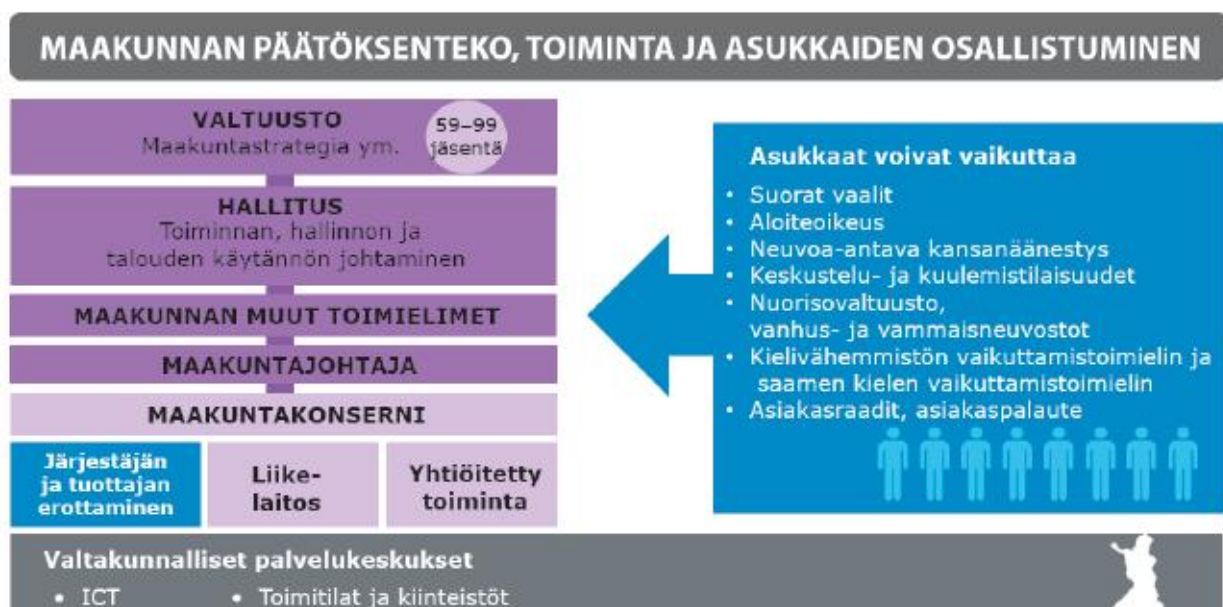 MAAKUNNAN PÄÄTÖKSENTEKO, TOIMINTA JA ASUKKAIDEN OSALLISTUMINEN
VALTUUSTO
Maakuntastrategia ym.
59–99
jäsentä
HALLITUS
Toiminnan, hallinnon ja
talouden käytännön johtaminen
MAAKUNNAN MUUT TOIMIELIMET
MAAKUNTAJOHTAJA
MAAKUNTAKONSERNI
Järjestäjän
ja tuottajan
erottaminen
Liike-
laitos
Yhtiöitetty
toiminta
Asukkaat voivat vaikuttaa
• Suorat vaalit
• Aloiteoikeus
• Neuvoa-antava kansanäänestys
• Keskustelu- ja kuulemistilaisuudet
• Nuorisovaltuusto,
vanhus- ja vammaisneuvostot
• Kielivähemmistön vaikuttamistoimielin ja
saamen kielen vaikuttamistoimielin
• Asiakasraadit, asiakaspalaute
Valtakunnalliset palvelukeskukset
• ICT • Toimitilat ja kiinteistöt